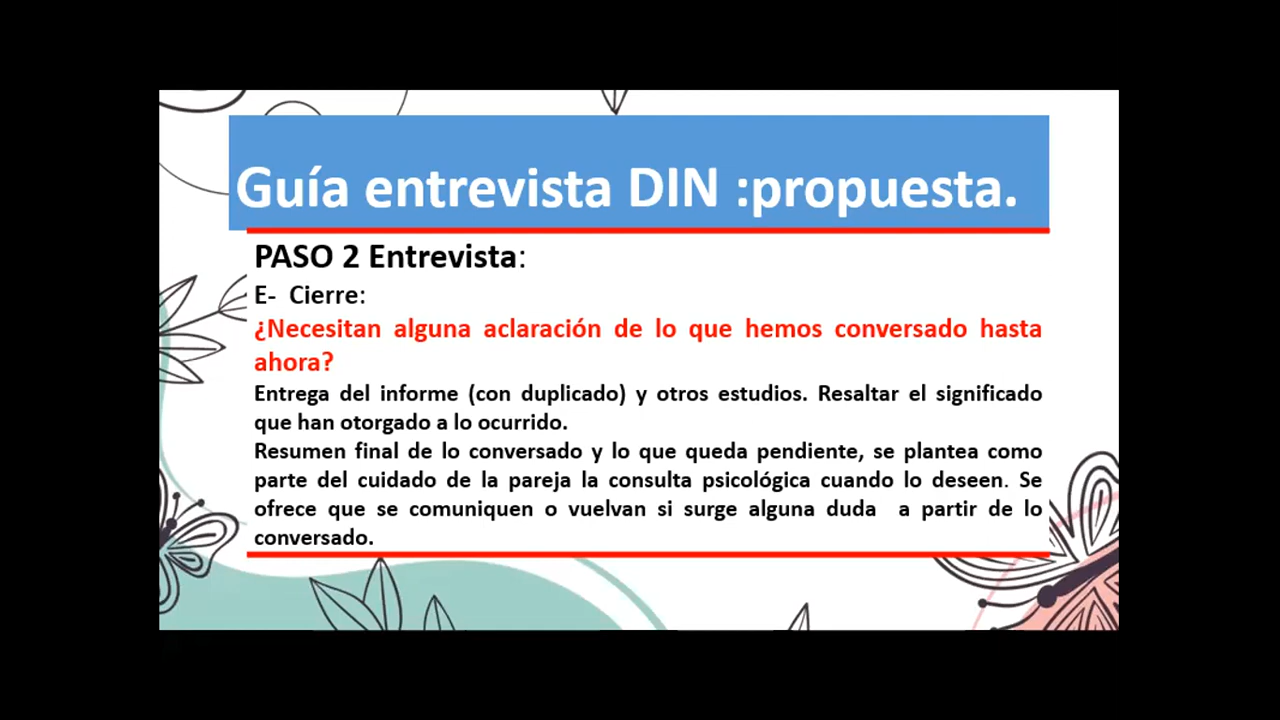 Guía entrevista DIN :propuesta.
PASO 2 Entrevista:
E-  Cierre:
¿Necesitan alguna aclaración de lo que hemos conversado hasta
ahora?
Entrega del informe (con duplicado) y otros estudios. Resaltar el significado
que han otorgado a lo ocurrido.
Resumen final de lo conversado y lo que queda pendiente, se plantea como
parte del cuidado de la pareja la consulta psicológica cuando lo deseen. Se
ofrece que se comuniquen o vuelvan si surge alguna duda  a partir de lo
conversado.